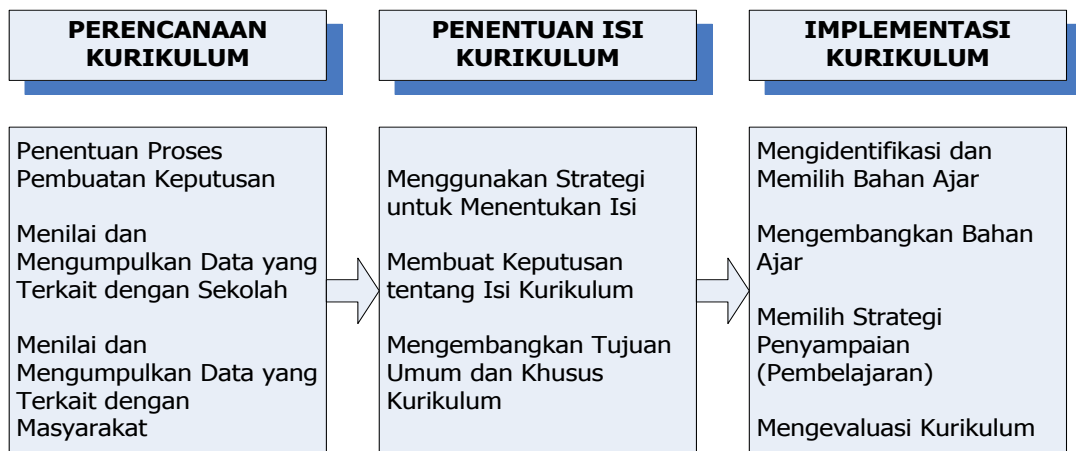 PERENCANAAN
KURIKULUM
Penentuan Proses
Pembuatan Keputusan
Menilai dan
Mengumpulkan Data yang
Terkait dengan Sekolah
Menilai dan
Mengumpulkan Data yang
Terkait dengan
Masyarakat
PENENTUAN ISI
KURIKULUM
Menggunakan Strategi
untuk Menentukan Isi
Membuat Keputusan
tentang Isi Kurikulum
Mengembangkan Tujuan
Umum dan Khusus
Kurikulum
IMPLEMENTASI
KURIKULUM
Mengidentifikasi dan
Memilih Bahan Ajar
Mengembangkan Bahan
Ajar
Memilih Strategi
Penyampaian
(Pembelajaran)
Mengevaluasi Kurikulum